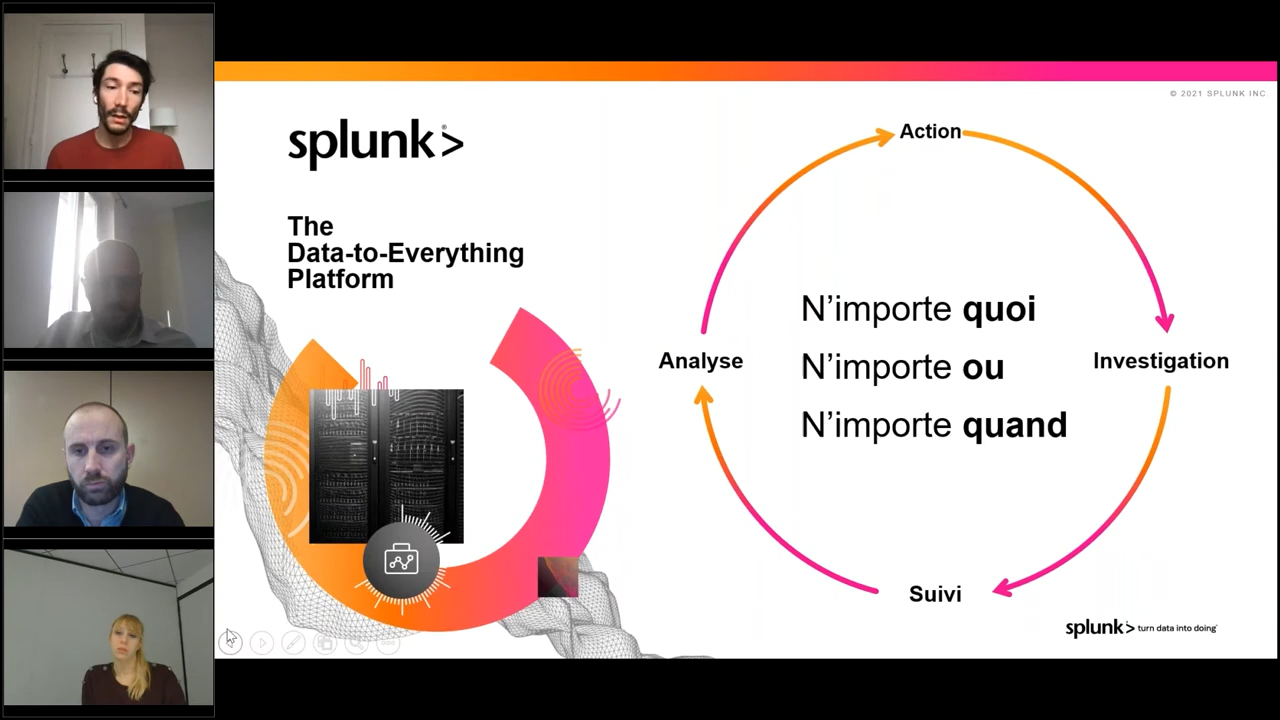 © 2021 SPLUNK INC
splunk>
The
Data-to-Everything
Platform
Action
Analyse
Investigation
Suivi
N’importe quoi
N’importe ou
N’importe quand
splunk> turn data into doing